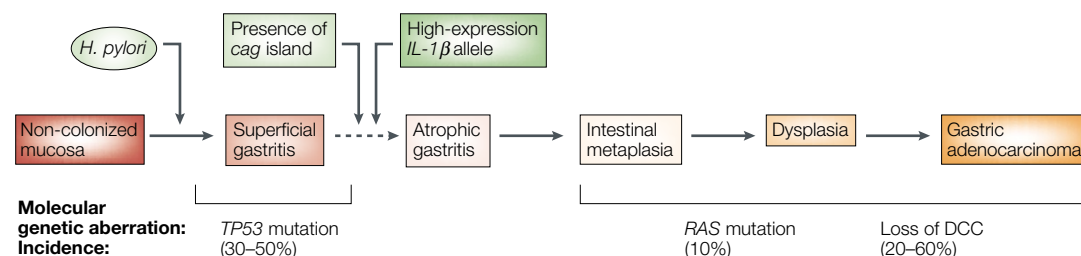 H. pylori
Presence of
cag island
High-expression
IL-1β allele
Non-colonized
mucosa
Superficial
gastritis
Atrophic
gastritis
Intestinal
metaplasia
Dysplasia
Gastric
adenocarcinoma
Molecular
genetic aberration:
Incidence:
TP53 mutation
(30–50%)
RAS mutation
(10%)
Loss of DCC
(20–60%)